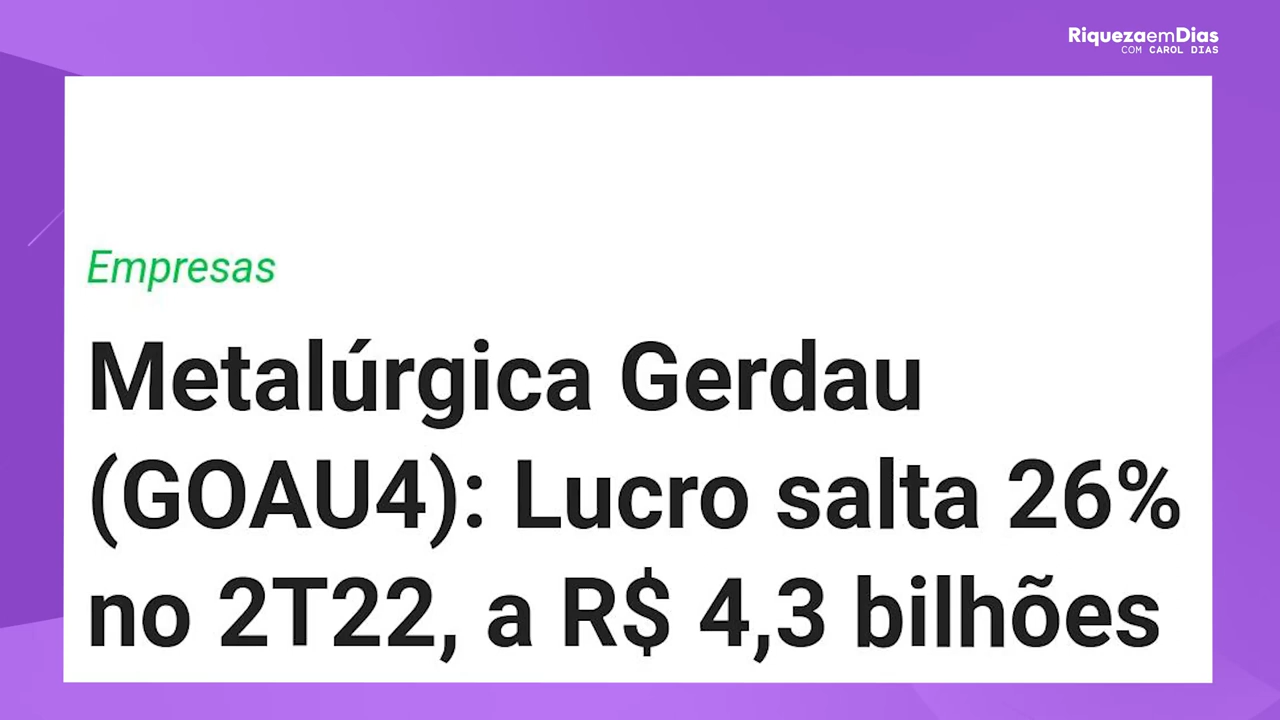 RiquezaemDias
COM CAROL DIAS
Empresas
Metalúrgica Gerdau
(GOAU4): Lucro salta 26%
no 2T22, a R$ 4,3 bilhões